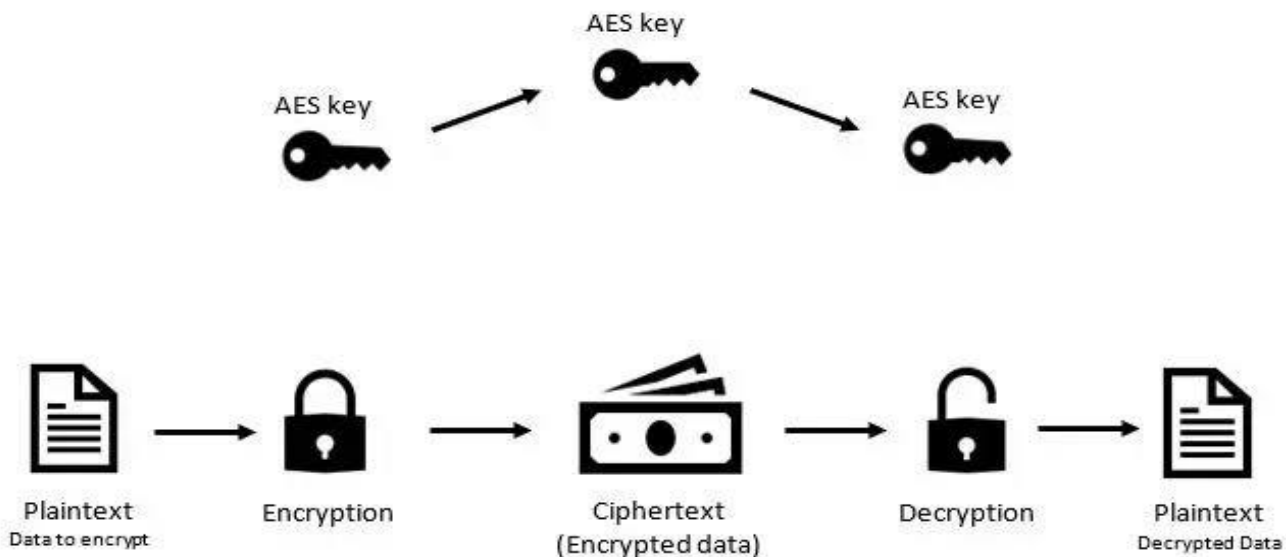 AES key
AES key
AES key
Plaintext
Data to encrypt
Encryption
Ciphertext
(Encrypted data)
Decryption
Plaintext
Decrypted Data